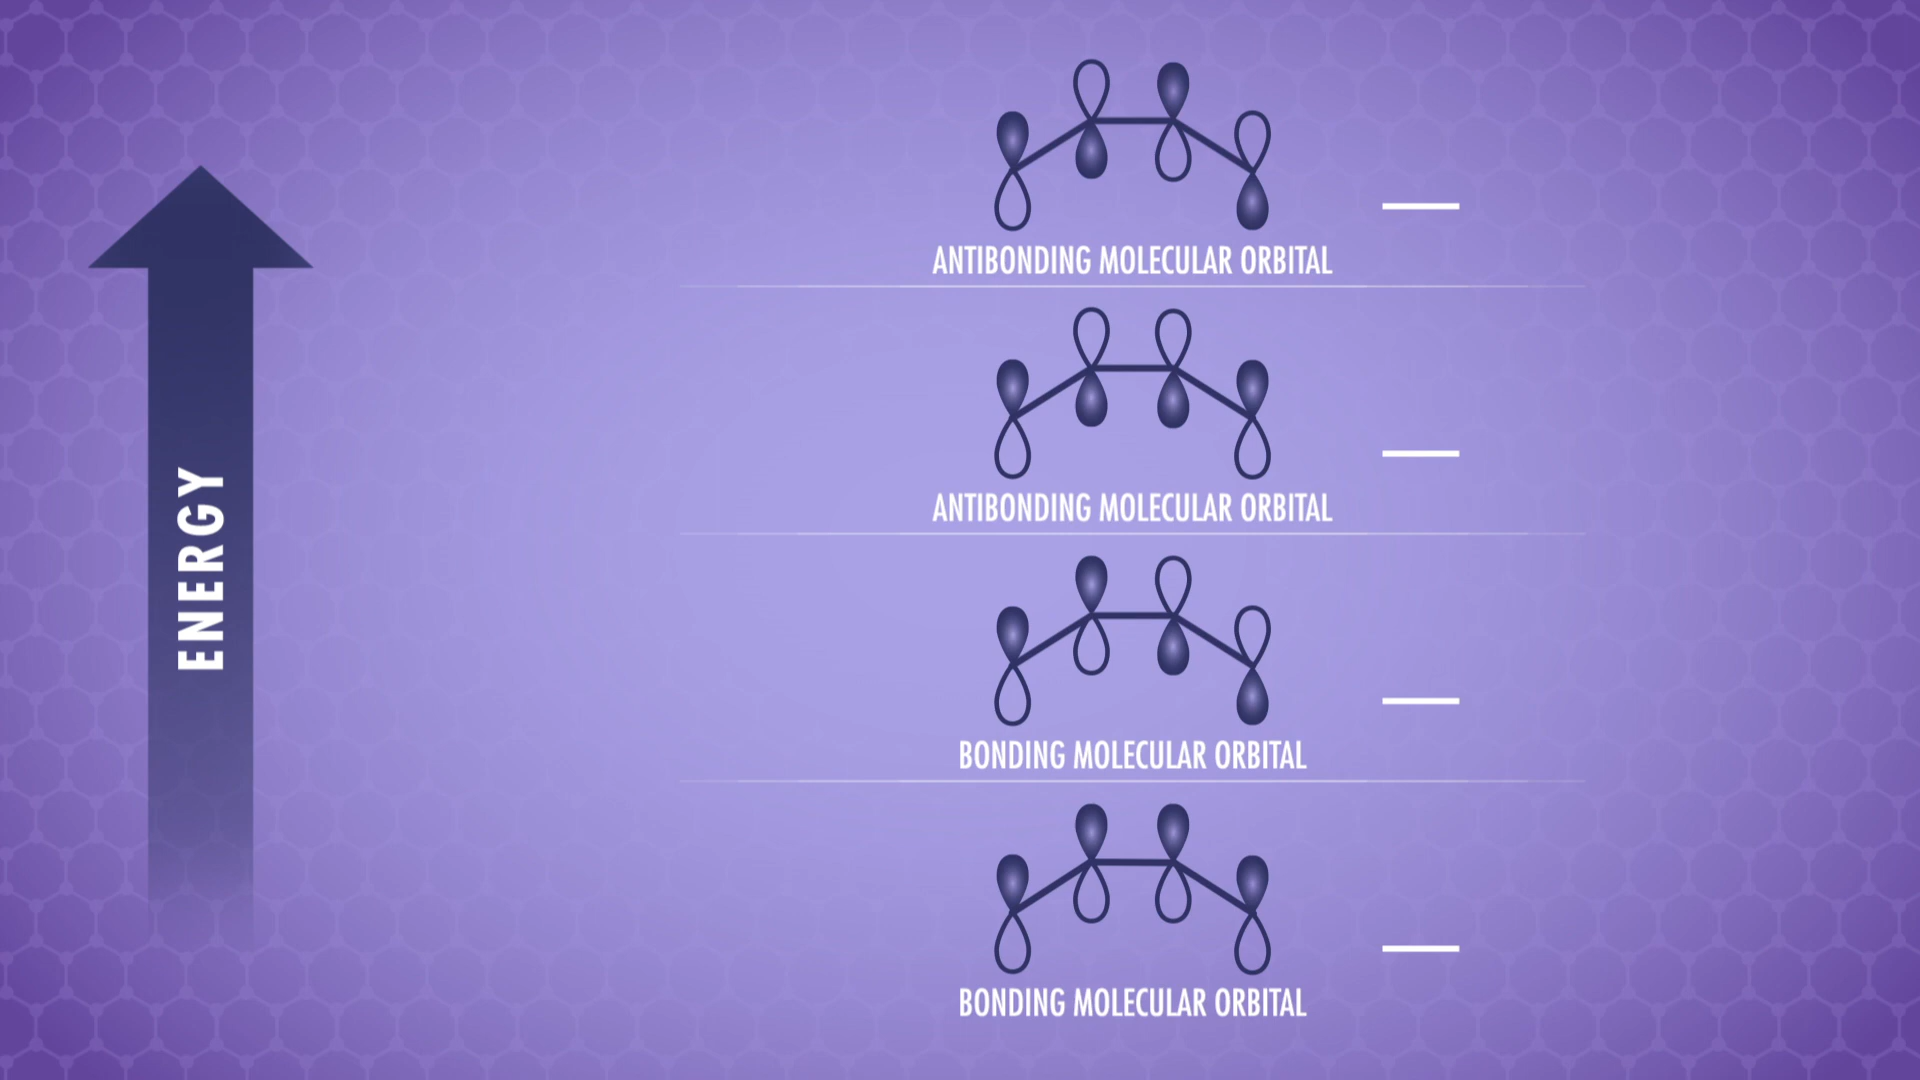 ENERGY
ANTIBONDING MOLECULAR ORBITAL
ANTIBONDING MOLECULAR ORBITAL
BONDING MOLECULAR ORBITAL
BONDING MOLECULAR ORBITAL